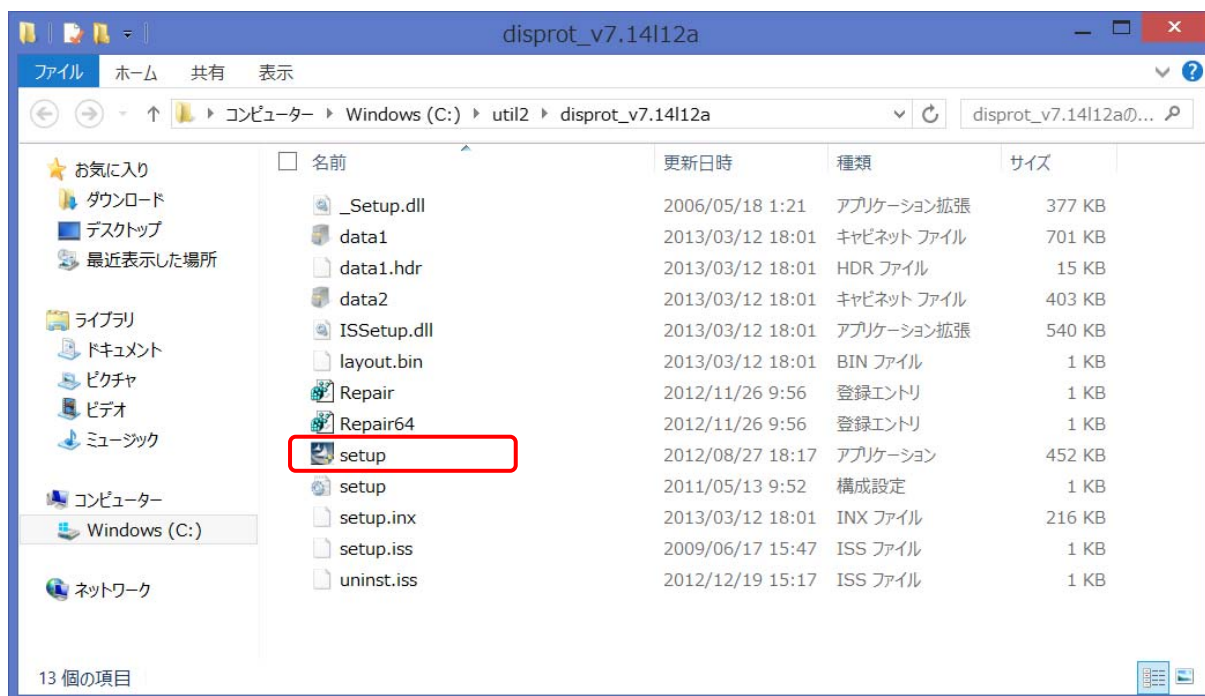 disprot_v7.14l12a
ファイル ホーム 共有 表示
コンピューター Windows (C:) util2 disprot_v7.14l12a disprot_v7.14l12aの...
名前 更新日時 種類 サイズ
お気に入り
ダウンロード
デスクトップ
最近表示した場所
ライブラリ
ドキュメント
ピクチャ
ビデオ
ミュージック
コンピューター
Windows (C:)
ネットワーク
_Setup.dll 2006/05/18 1:21 アプリケーション拡張 377 KB
data1 2013/03/12 18:01 キャビネット ファイル 701 KB
data1.hdr 2013/03/12 18:01 HDR ファイル 15 KB
data2 2013/03/12 18:01 キャビネット ファイル 403 KB
ISSetup.dll 2013/03/12 18:01 アプリケーション拡張 540 KB
layout.bin 2013/03/12 18:01 BIN ファイル 1 KB
Repair 2012/11/26 9:56 登録エントリ 1 KB
Repair64 2012/11/26 9:56 登録エントリ 1 KB
setup 2012/08/27 18:17 アプリケーション 452 KB
setup 2011/05/13 9:52 構成設定 1 KB
setup.inx 2013/03/12 18:01 INX ファイル 216 KB
setup.iss 2009/06/17 15:47 ISS ファイル 1 KB
uninst.iss 2012/12/19 15:17 ISS ファイル 1 KB
13 個の項目